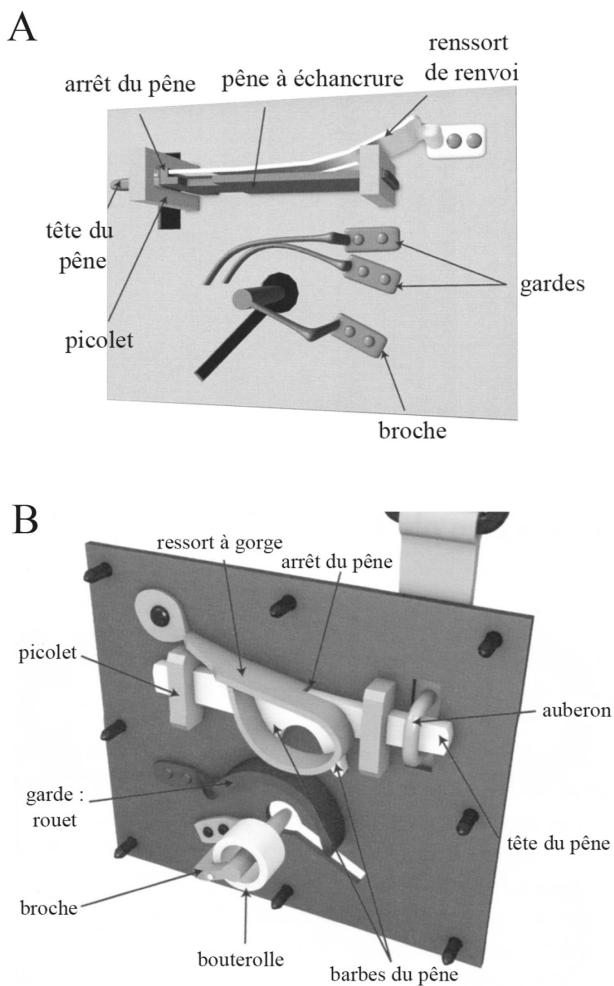 A
renssort
de renvoi
arrêt du pêne
pêne à échancrure
tête du
pêne
gardes
picolet
broche
B
ressort à gorge
arrêt du pêne
picolet
auberon
garde :
rouet
tête du pêne
broche
bouterolle
barbes du pêne